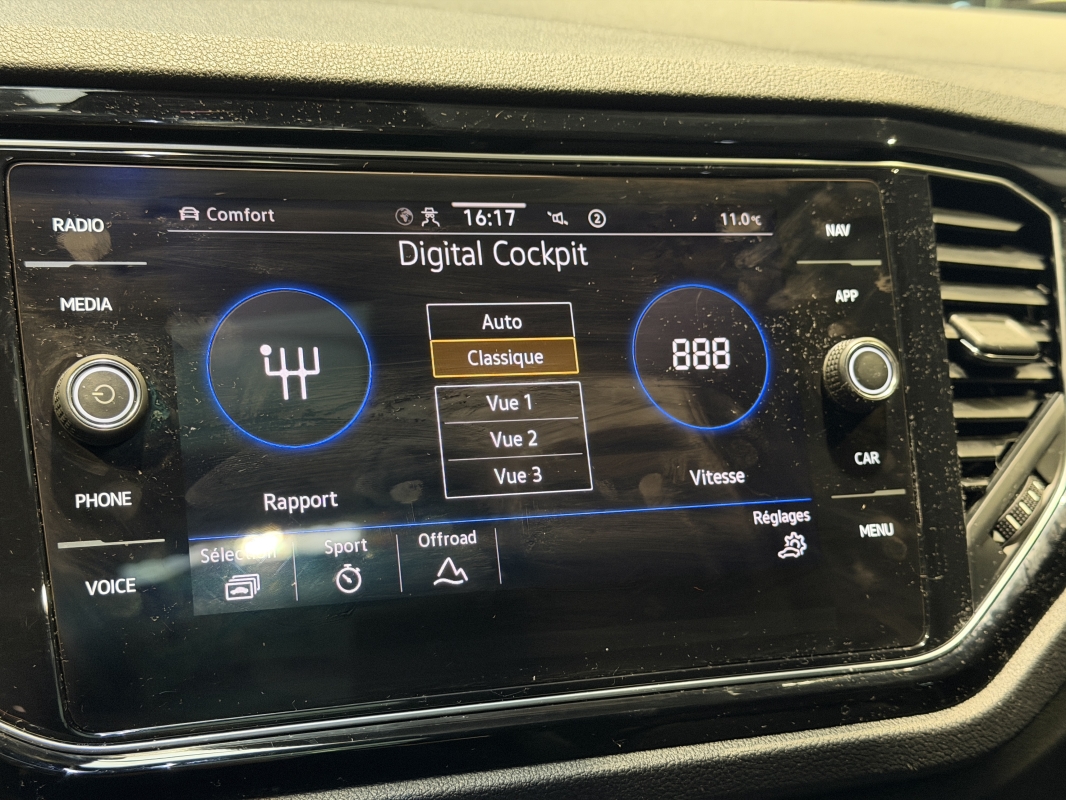 Comfort
16:17
2
11.0°C
RADIO
MEDIA
PHONE
VOICE
Digital Cockpit
Auto
Classique
Vue 1
Vue 2
Vue 3
Rapport
888
Vitesse
Sélection
Sport
Offroad
Réglages
NAV
APP
CAR
MENU